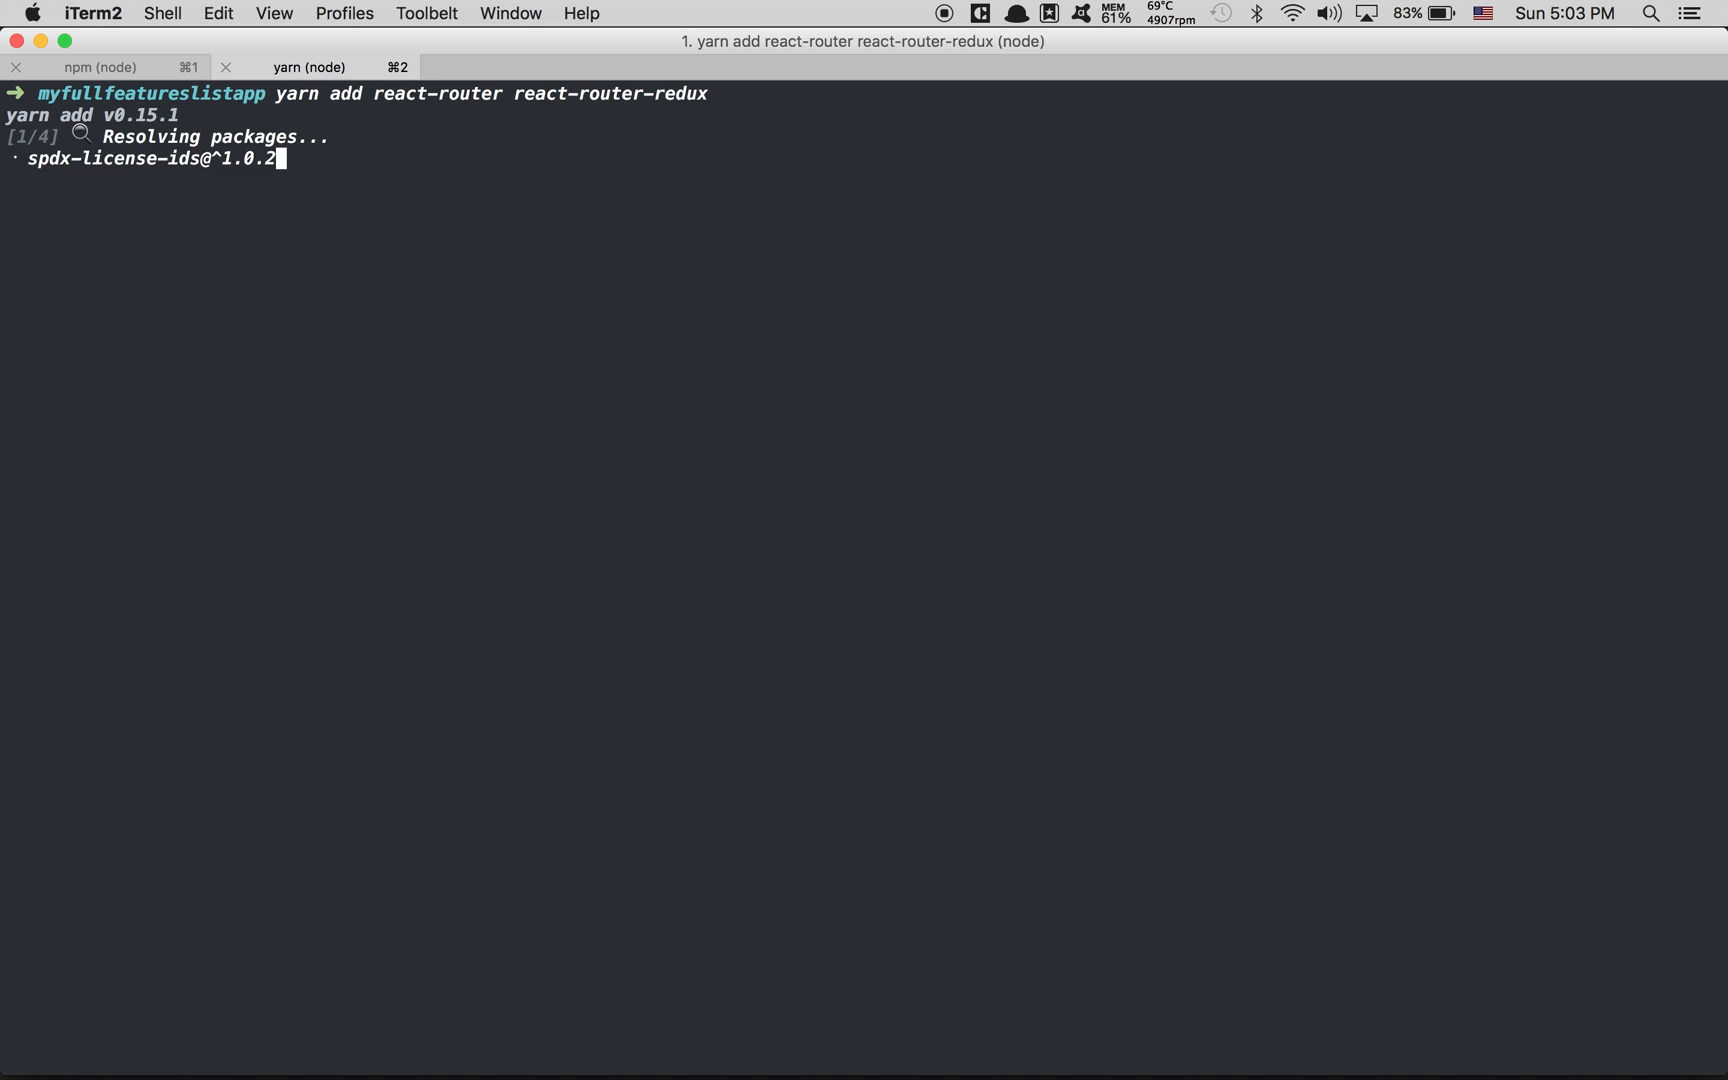 iTerm2 Shell Edit View Profiles Toolbelt Window Help MEM 61% 69°C 4907rpm 83% Sun 5:03 PM
1. yarn add react-router react-router-redux (node)
npm (node) ⌘1 yarn (node) ⌘2
➜ myfullfeatureslistapp yarn add react-router react-router-redux
yarn add v0.15.1
[1/4] 🔍 Resolving packages...
⠂ spdx-license-ids@^1.0.2